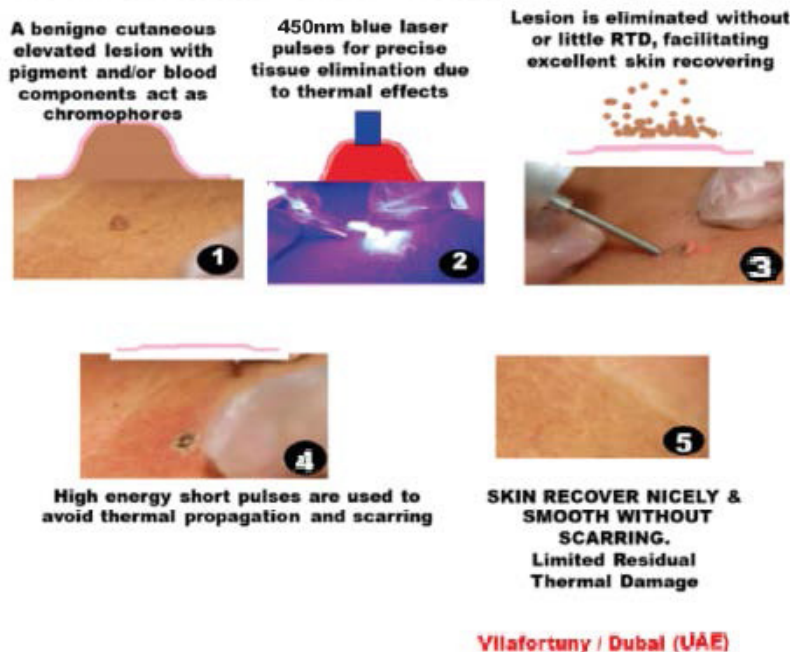 A benigne cutaneous
elevated lesion with
pigment and/or blood
components act as
chromophores
1
450nm blue laser
pulses for precise
tissue elimination due
to thermal effects
2
Lesion is eliminated without
or little RTD, facilitating
excellent skin recovering
3
4
High energy short pulses are used to
avoid thermal propagation and scarring
5
SKIN RECOVER NICELY &
SMOOTH WITHOUT
SCARRING.
Limited Residual
Thermal Damage
Vilafortuny / Dubai (UAE)